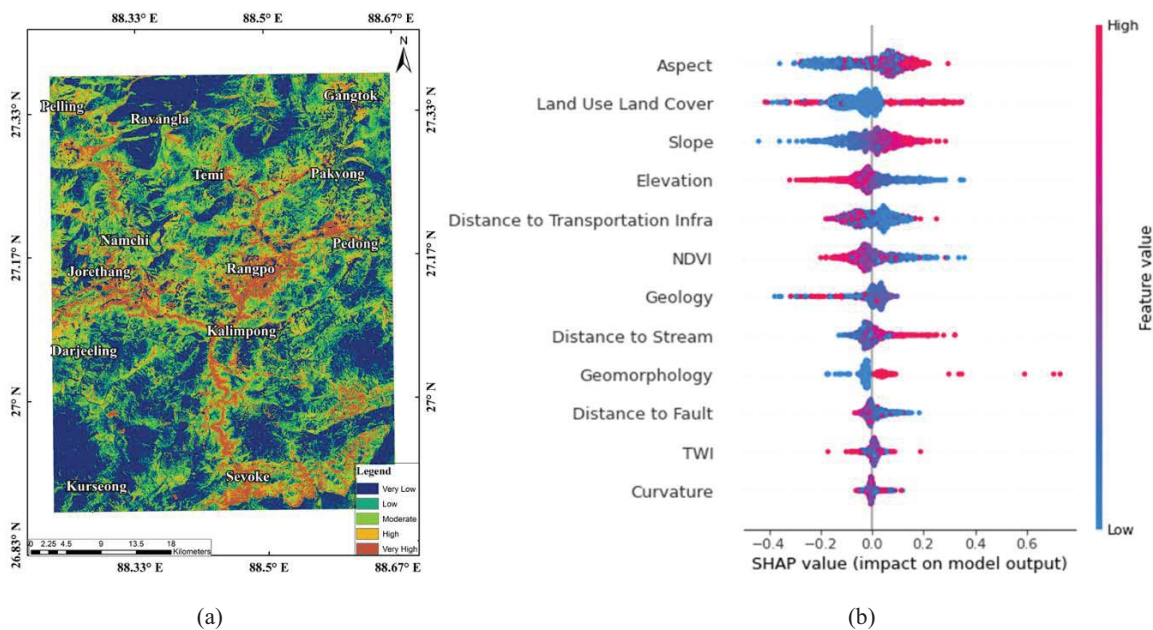 88.33° E 88.5° E 88.67° E
N
27.33° N
27.17° N
27° N
26.83° N
27.33° N
27.17° N
27° N
Pelling
Gangtok
Ravangla
Temi
Pakyong
Namchi
Pedong
Jorethang
Rangpo
Kalimpong
Darjeeling
Sevoke
Kurseong
Legend
Very Low
Low
Moderate
High
Very High
0 2.25 4.5 9 13.5 18
Kilometers
88.33° E 88.5° E 88.67° E
(a)
Aspect
Land Use Land Cover
Slope
Elevation
Distance to Transportation Infra
NDVI
Geology
Distance to Stream
Geomorphology
Distance to Fault
TWI
Curvature
−0.4 −0.2 0.0 0.2 0.4 0.6
SHAP value (impact on model output)
High
Feature value
Low
(b)